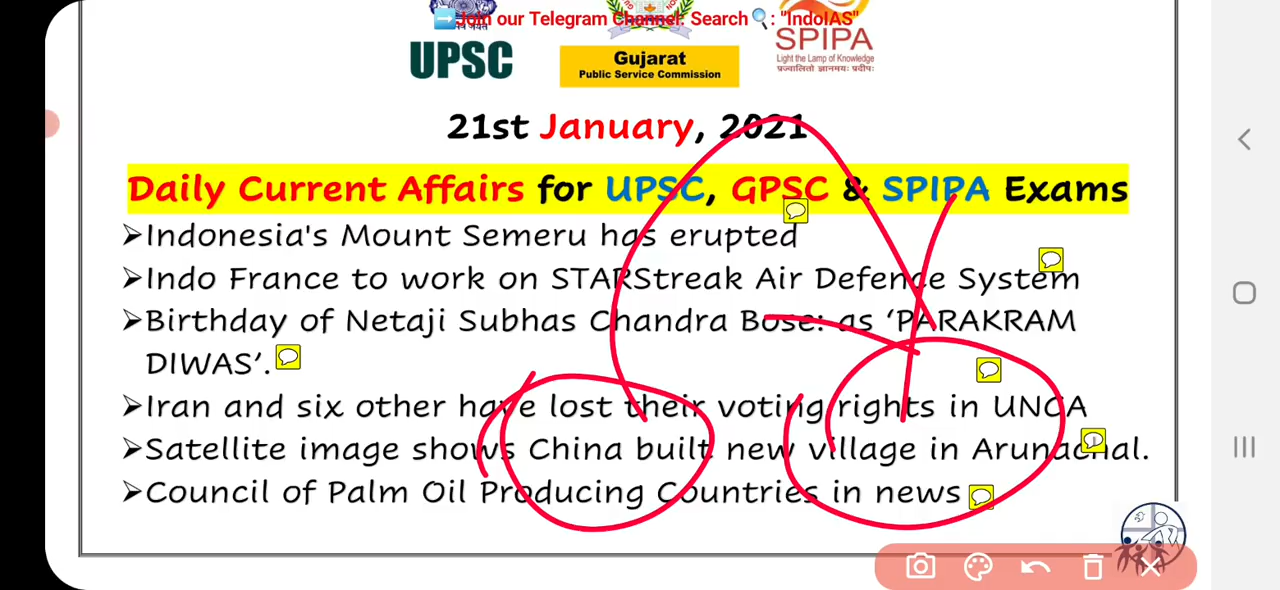 ➡Join our Telegram Channel. Search🔍: "IndoIAS"
UPSC
Gujarat
Public Service Commission
SPIPA
Light the Lamp of Knowledge
प्रज्वालितो ज्ञानमयः प्रदीपः
21st January, 2021
Daily Current Affairs for UPSC, GPSC & SPIPA Exams
➢Indonesia's Mount Semeru has erupted
➢Indo France to work on STARStreak Air Defence System
➢Birthday of Netaji Subhas Chandra Bose: as ‘PARAKRAM
DIWAS’.
➢Iran and six other have lost their voting rights in UNGA
➢Satellite image shows China built new village in Arunachal.
➢Council of Palm Oil Producing Countries in news